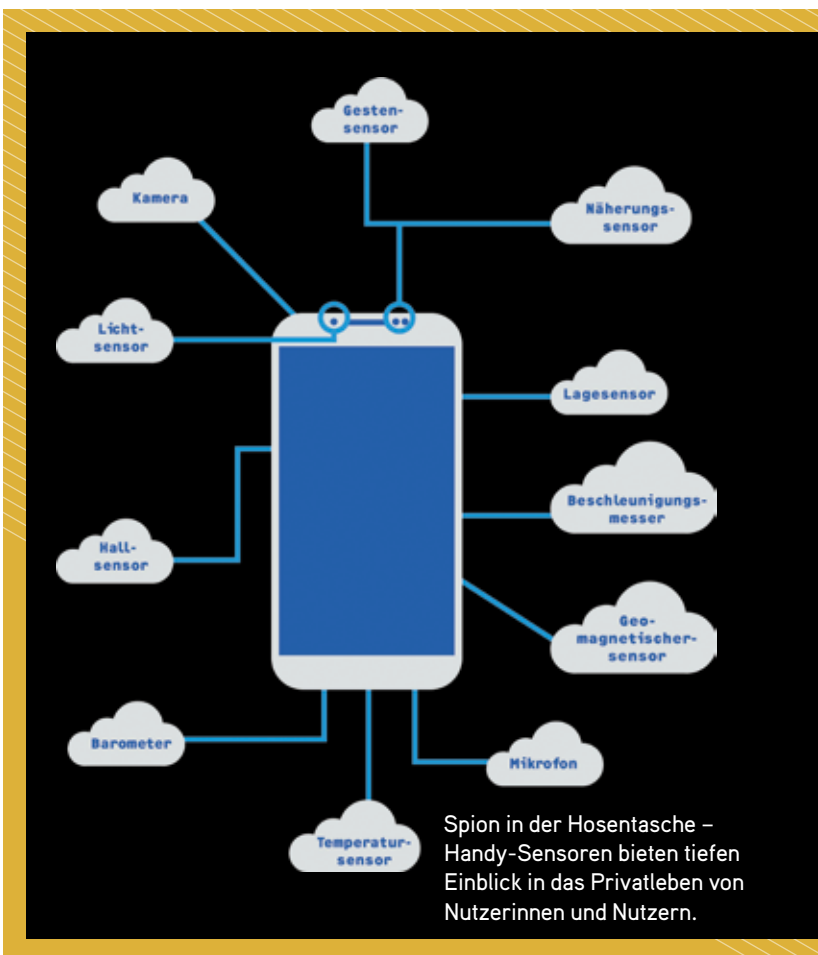 Gesten-
sensor
Kamera
Näherungs-
sensor
Licht-
sensor
Lagesensor
Beschleunigungs-
messer
Hall-
sensor
Geo-
magnetischer-
sensor
Barometer
Mikrofon
Temperatur-
sensor
Spion in der Hosentasche –
Handy-Sensoren bieten tiefen
Einblick in das Privatleben von
Nutzerinnen und Nutzern.